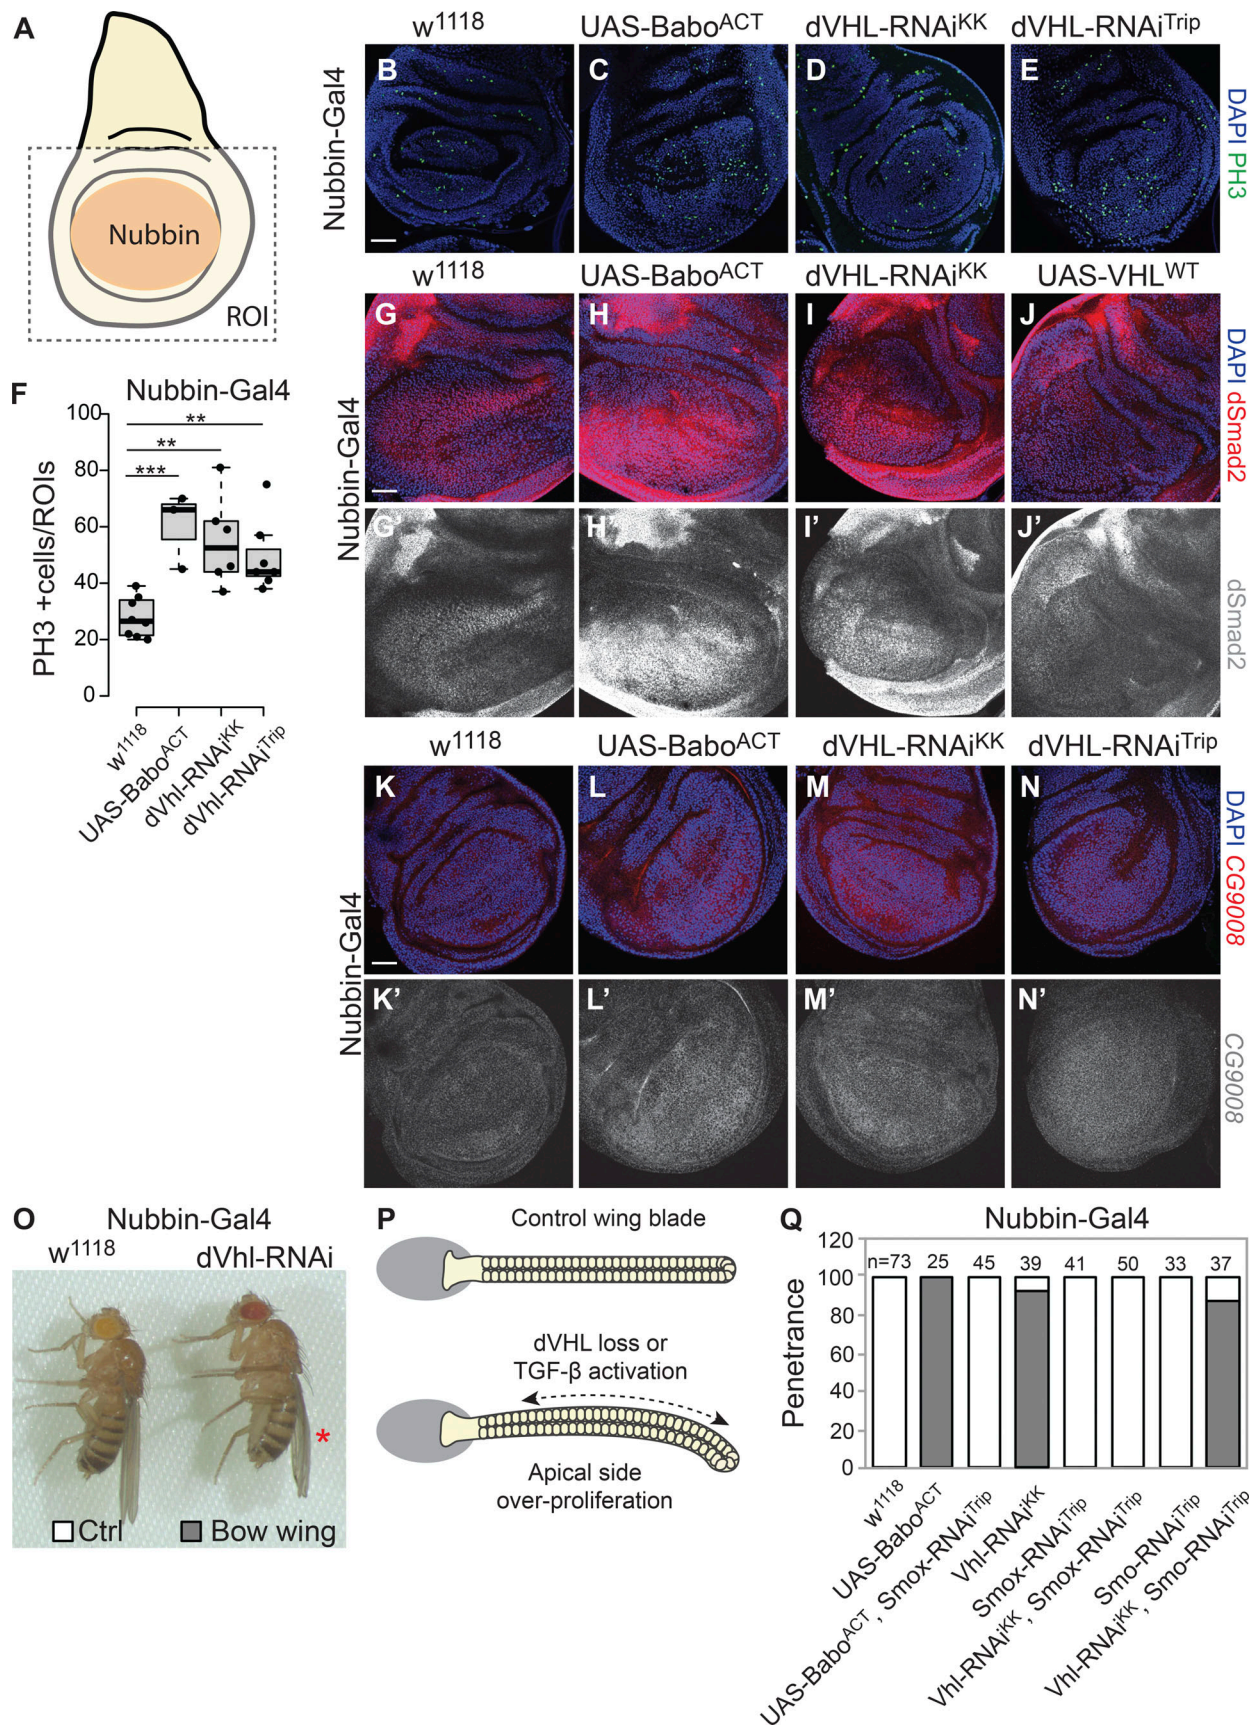 A
Nubbin
ROI
w1118
UAS-BaboACT
dVHL-RNAiKK
dVHL-RNAiTrip
Nubbin-Gal4
B
C
D
E
DAPI PH3
w1118
UAS-BaboACT
dVHL-RNAiKK
UAS-VHLWT
Nubbin-Gal4
G
H
I
J
DAPI dSmad2
G’
H’
I’
J’
dSmad2
F
Nubbin-Gal4
PH3 +cells/ROIs
100
80
60
40
20
0
**
**
***
w1118
UAS-BaboACT
dVhl-RNAiKK
dVhl-RNAiTrip
w1118
UAS-BaboACT
dVHL-RNAiKK
dVHL-RNAiTrip
Nubbin-Gal4
K
L
M
N
DAPI CG9008
K’
L’
M’
N’
CG9008
O
Nubbin-Gal4
w1118
dVhl-RNAi
*
Ctrl
Bow wing
P
Control wing blade
dVHL loss or
TGF-β activation
Apical side
over-proliferation
Q
Nubbin-Gal4
Penetrance
120
100
80
60
40
20
0
n=73
25
45
39
41
50
33
37
w1118
UAS-BaboACT
UAS-BaboACT, Smox-RNAiTrip
Vhl-RNAiKK
Smox-RNAiTrip
Vhl-RNAiKK, Smox-RNAiTrip
Smo-RNAiTrip
Vhl-RNAiKK, Smo-RNAiTrip